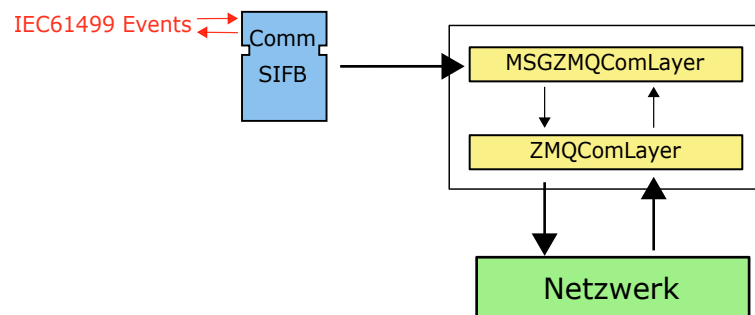 IEC61499 Events
Comm
SIFB
MSGZMQComLayer
ZMQComLayer
Netzwerk